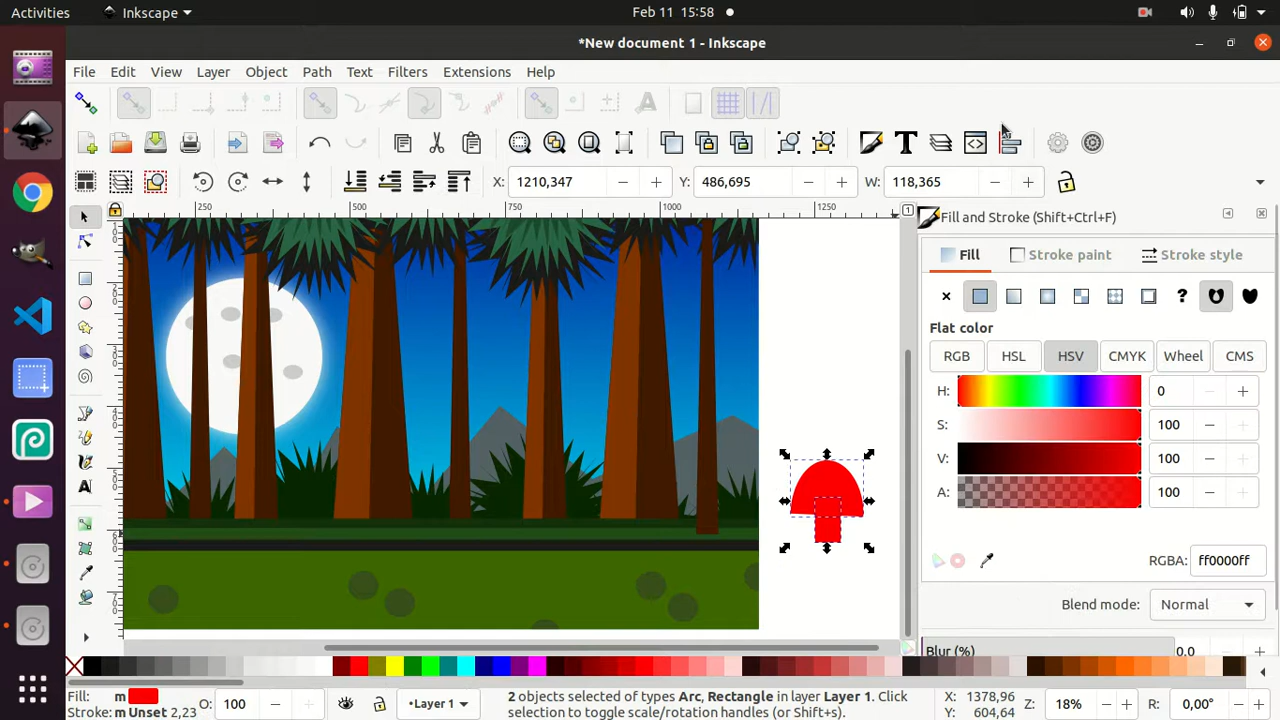 Activities
Inkscape
Feb 11 15:58
*New document 1 - Inkscape
File Edit View Layer Object Path Text Filters Extensions Help
X: 1210,347
Y: 486,695
W: 118,365
250 500 750 1000 1250
1
Fill and Stroke (Shift+Ctrl+F)
Fill
Stroke paint
Stroke style
Flat color
RGB HSL HSV CMYK Wheel CMS
H: 0
S: 100
V: 100
A: 100
RGBA: ff0000ff
Blend mode: Normal
Blur (%) 0.0
Fill: m
Stroke: m Unset 2,23
O: 100
•Layer 1
2 objects selected of types Arc, Rectangle in layer Layer 1. Click
selection to toggle scale/rotation handles (or Shift+s).
X: 1378,96
Y: 604,64
Z: 18%
R: 0,00°